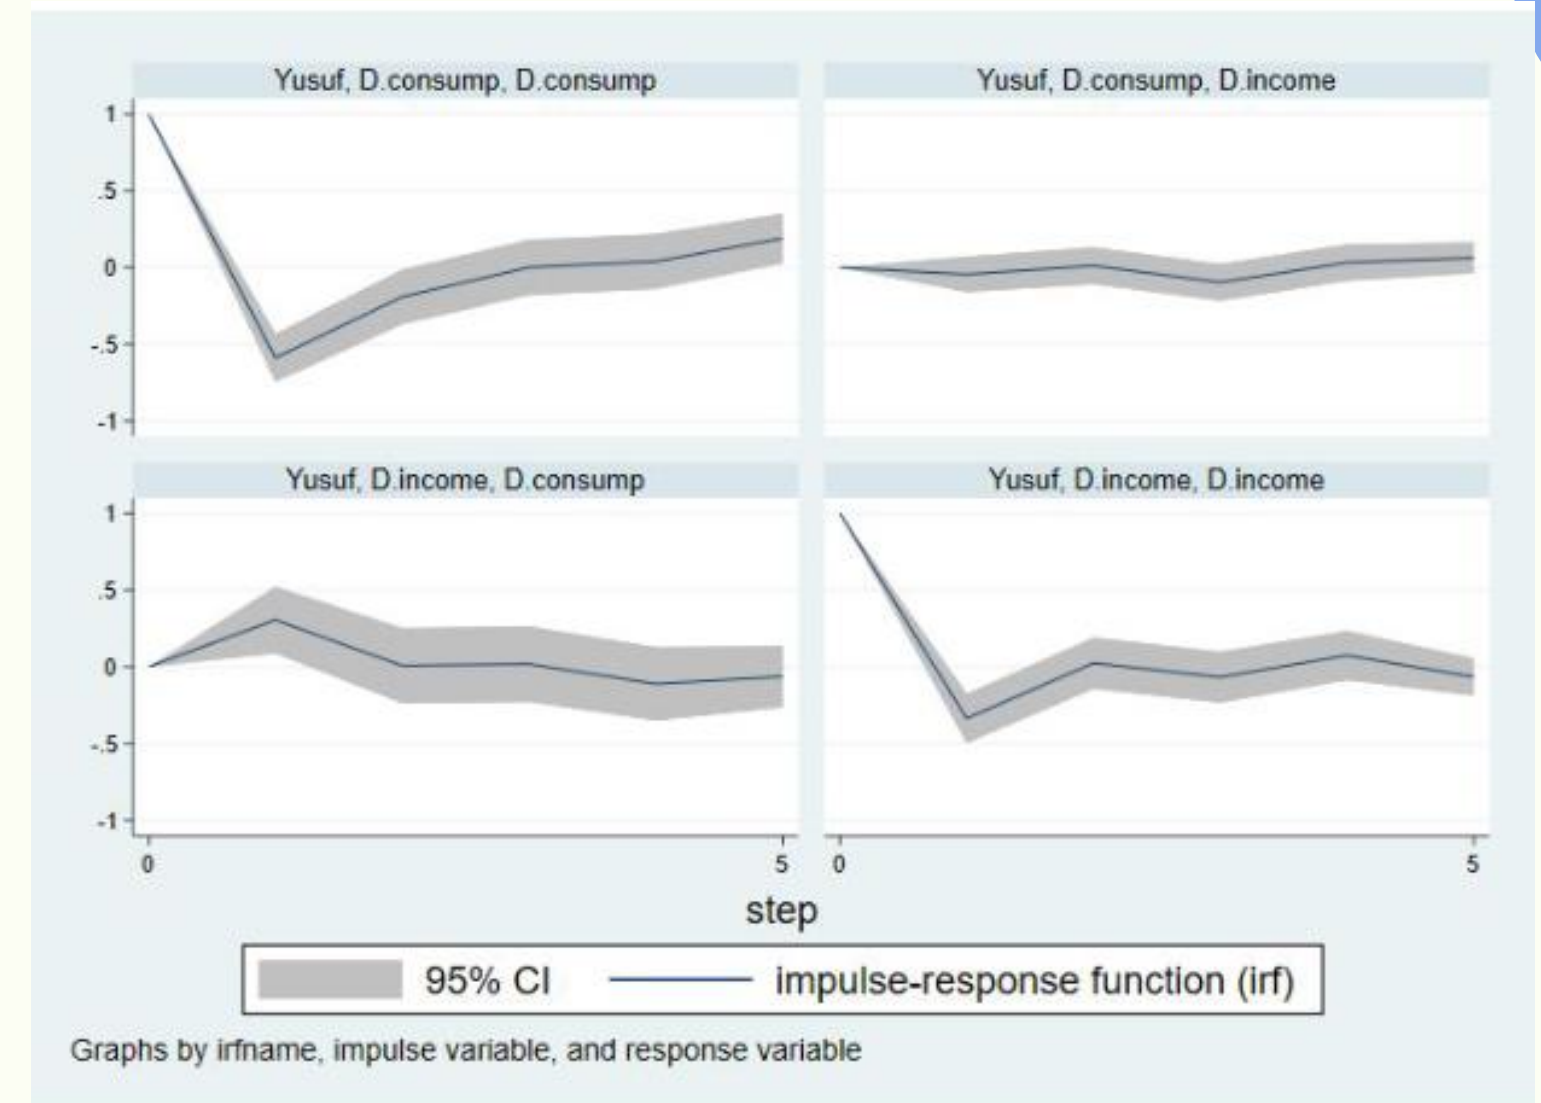 Yusuf, D.consump, D.consump
Yusuf, D.consump, D.income
1
.5
0
-.5
-1
Yusuf, D.income, D.consump
Yusuf, D.income, D.income
1
.5
0
-.5
-1
0 5 0 5
step
95% CI impulse-response function (irf)
Graphs by irfname, impulse variable, and response variable